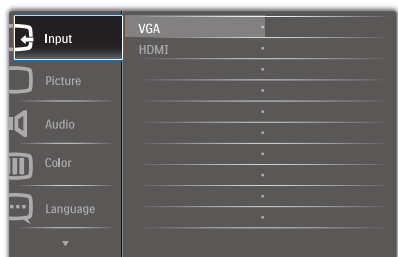 Input
Picture
Audio
Color
Language
VGA
HDMI